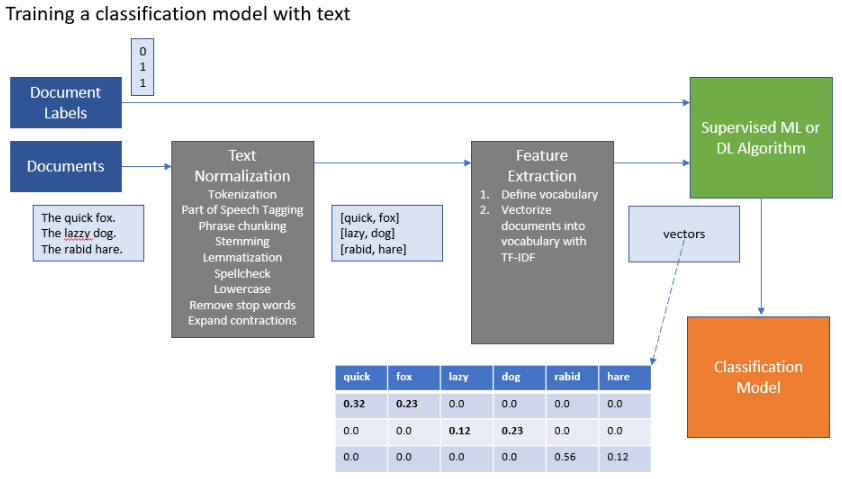 Training a classification model with text
0
1
1
Document
Labels
Documents
The quick fox.
The lazzy dog.
The rabid hare.
Text
Normalization
Tokenization
Part of Speech Tagging
Phrase chunking
Stemming
Lemmatization
Spellcheck
Lowercase
Remove stop words
Expand contractions
[quick, fox]
[lazy, dog]
[rabid, hare]
Feature
Extraction
1. Define vocabulary
2. Vectorize
documents into
vocabulary with
TF-IDF
Supervised ML or
DL Algorithm
vectors
Classification
Model
quick fox lazy dog rabid hare
0.32 0.23 0.0 0.0 0.0 0.0
0.0 0.0 0.12 0.23 0.0 0.0
0.0 0.0 0.0 0.0 0.56 0.12